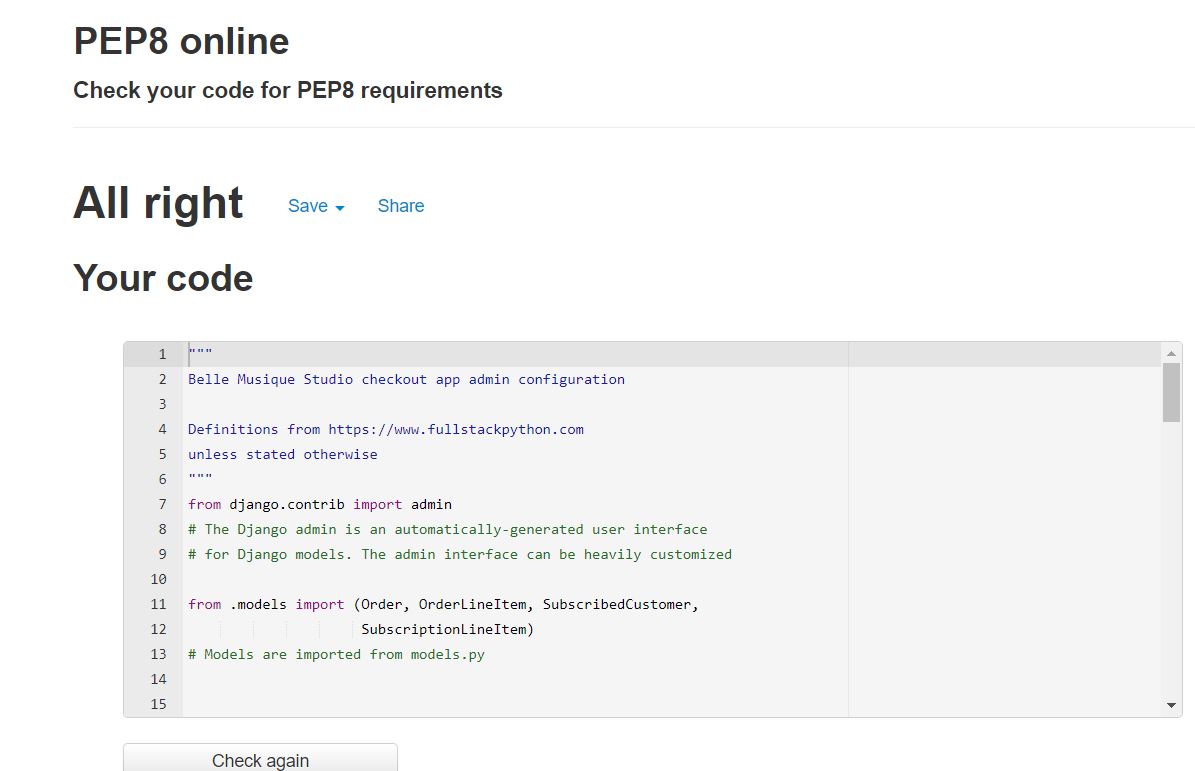 PEP8 online
Check your code for PEP8 requirements
All right
Save
Share
Your code
1 """
2 Belle Musique Studio checkout app admin configuration
3
4 Definitions from https://www.fullstackpython.com
5 unless stated otherwise
6 """
7 from django.contrib import admin
8 # The Django admin is an automatically-generated user interface
9 # for Django models. The admin interface can be heavily customized
10
11 from .models import (Order, OrderLineItem, SubscribedCustomer,
12                      SubscriptionLineItem)
13 # Models are imported from models.py
14
15
Check again